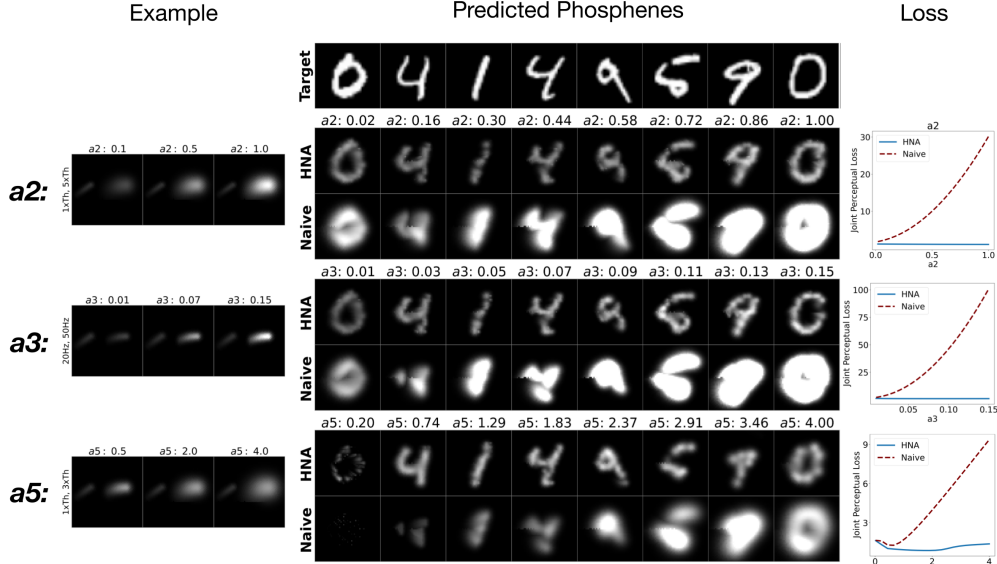 Example
Predicted Phosphenes
Loss
Target
a2:
1xTh, 5xTh
a2: 0.1 a2: 0.5 a2: 1.0
a2: 0.02 a2: 0.16 a2: 0.30 a2: 0.44 a2: 0.58 a2: 0.72 a2: 0.86 a2: 1.00
HNA
Naive
a2
Joint Perceptual Loss
30
20
10
HNA
Naive
0.0 0.5 1.0
a2
a3:
20Hz, 50Hz
a3: 0.01 a3: 0.07 a3: 0.15
a3: 0.01 a3: 0.03 a3: 0.05 a3: 0.07 a3: 0.09 a3: 0.11 a3: 0.13 a3: 0.15
HNA
Naive
Joint Perceptual Loss
100
75
50
25
HNA
Naive
0.05 0.10 0.15
a3
a5:
1xTh, 3xTh
a5: 0.5 a5: 2.0 a5: 4.0
a5: 0.20 a5: 0.74 a5: 1.29 a5: 1.83 a5: 2.37 a5: 2.91 a5: 3.46 a5: 4.00
HNA
Naive
Joint Perceptual Loss
9
6
3
HNA
Naive
0 2 4